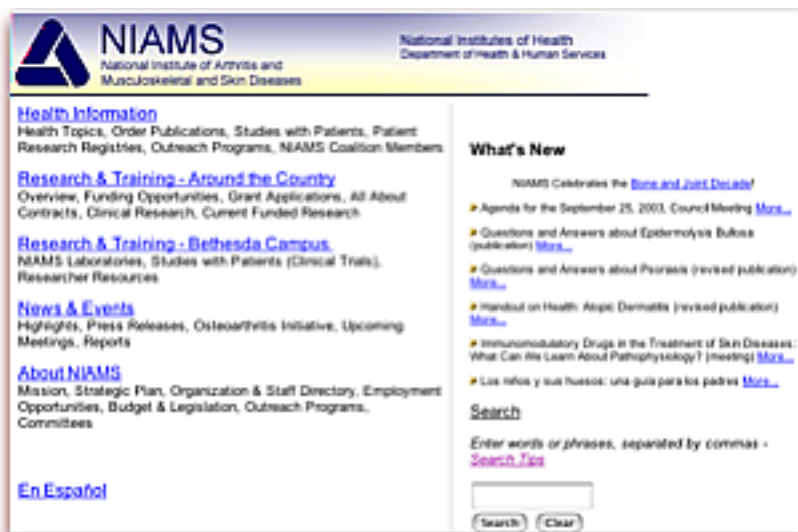 NIAMS
National Institute of Arthritis and
Musculoskeletal and Skin Diseases
National Institutes of Health
Department of Health & Human Services
Health Information
Health Topics, Order Publications, Studies with Patients, Patient
Research Registries, Outreach Programs, NIAMS Coalition Members
Research & Training - Around the Country
Overview, Funding Opportunities, Grant Applications, All About
Contracts, Clinical Research, Current Funded Research
Research & Training - Bethesda Campus
NIAMS Laboratories, Studies with Patients (Clinical Trials),
Researcher Resources
News & Events
Highlights, Press Releases, Osteoarthritis Initiative, Upcoming
Meetings, Reports
About NIAMS
Mission, Strategic Plan, Organization & Staff Directory, Employment
Opportunities, Budget & Legislation, Outreach Programs,
Committees
En Español
What's New
NIAMS Celebrates the Bone and Joint Decade!
Agenda for the September 25, 2003, Council Meeting More...
Questions and Answers about Epidermolysis Bullosa
(publication) More...
Questions and Answers about Psoriasis (revised publication)
More...
Handout on Health: Atopic Dermatitis (revised publication)
More...
Immunomodulatory Drugs in the Treatment of Skin Diseases:
What Can We Learn About Pathophysiology? (meeting) More...
Los niños y sus huesos: una guía para los padres More...
Search
Enter words or phrases, separated by commas -
Search Tips
Search Clear